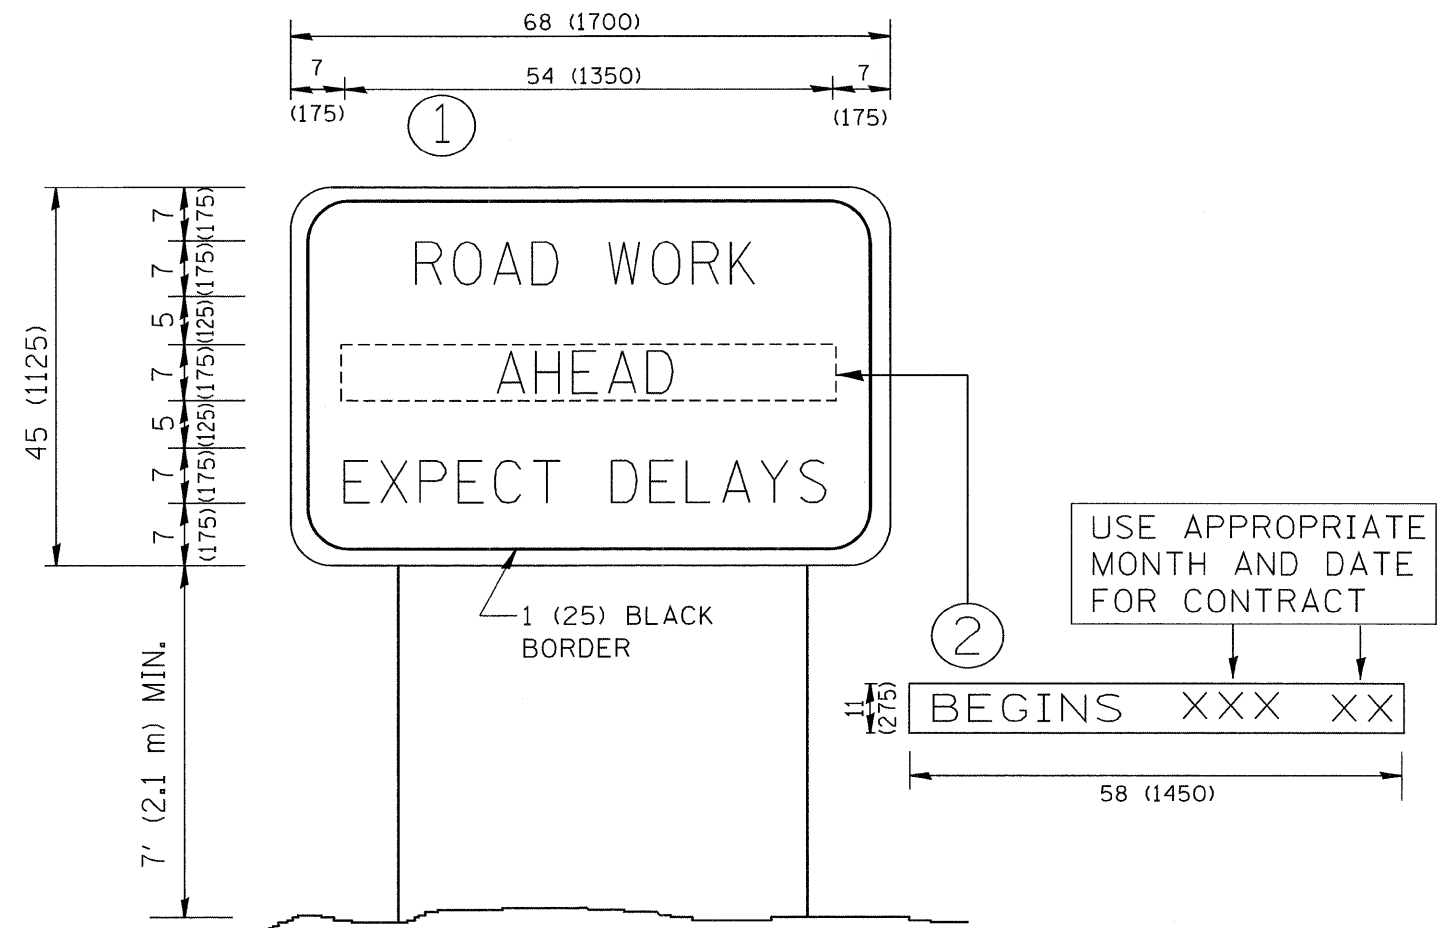 68 (1700)
7 54 (1350) 7
(175) (175)
1
7 (175)
7 (175)
5 (125)
7 (175)
5 (125)
7 (175)
7 (175)
45 (1125)
ROAD WORK
AHEAD
EXPECT DELAYS
1 (25) BLACK
BORDER
7' (2.1 m) MIN.
USE APPROPRIATE
MONTH AND DATE
FOR CONTRACT
2
11 (275)
BEGINS XXX XX
58 (1450)